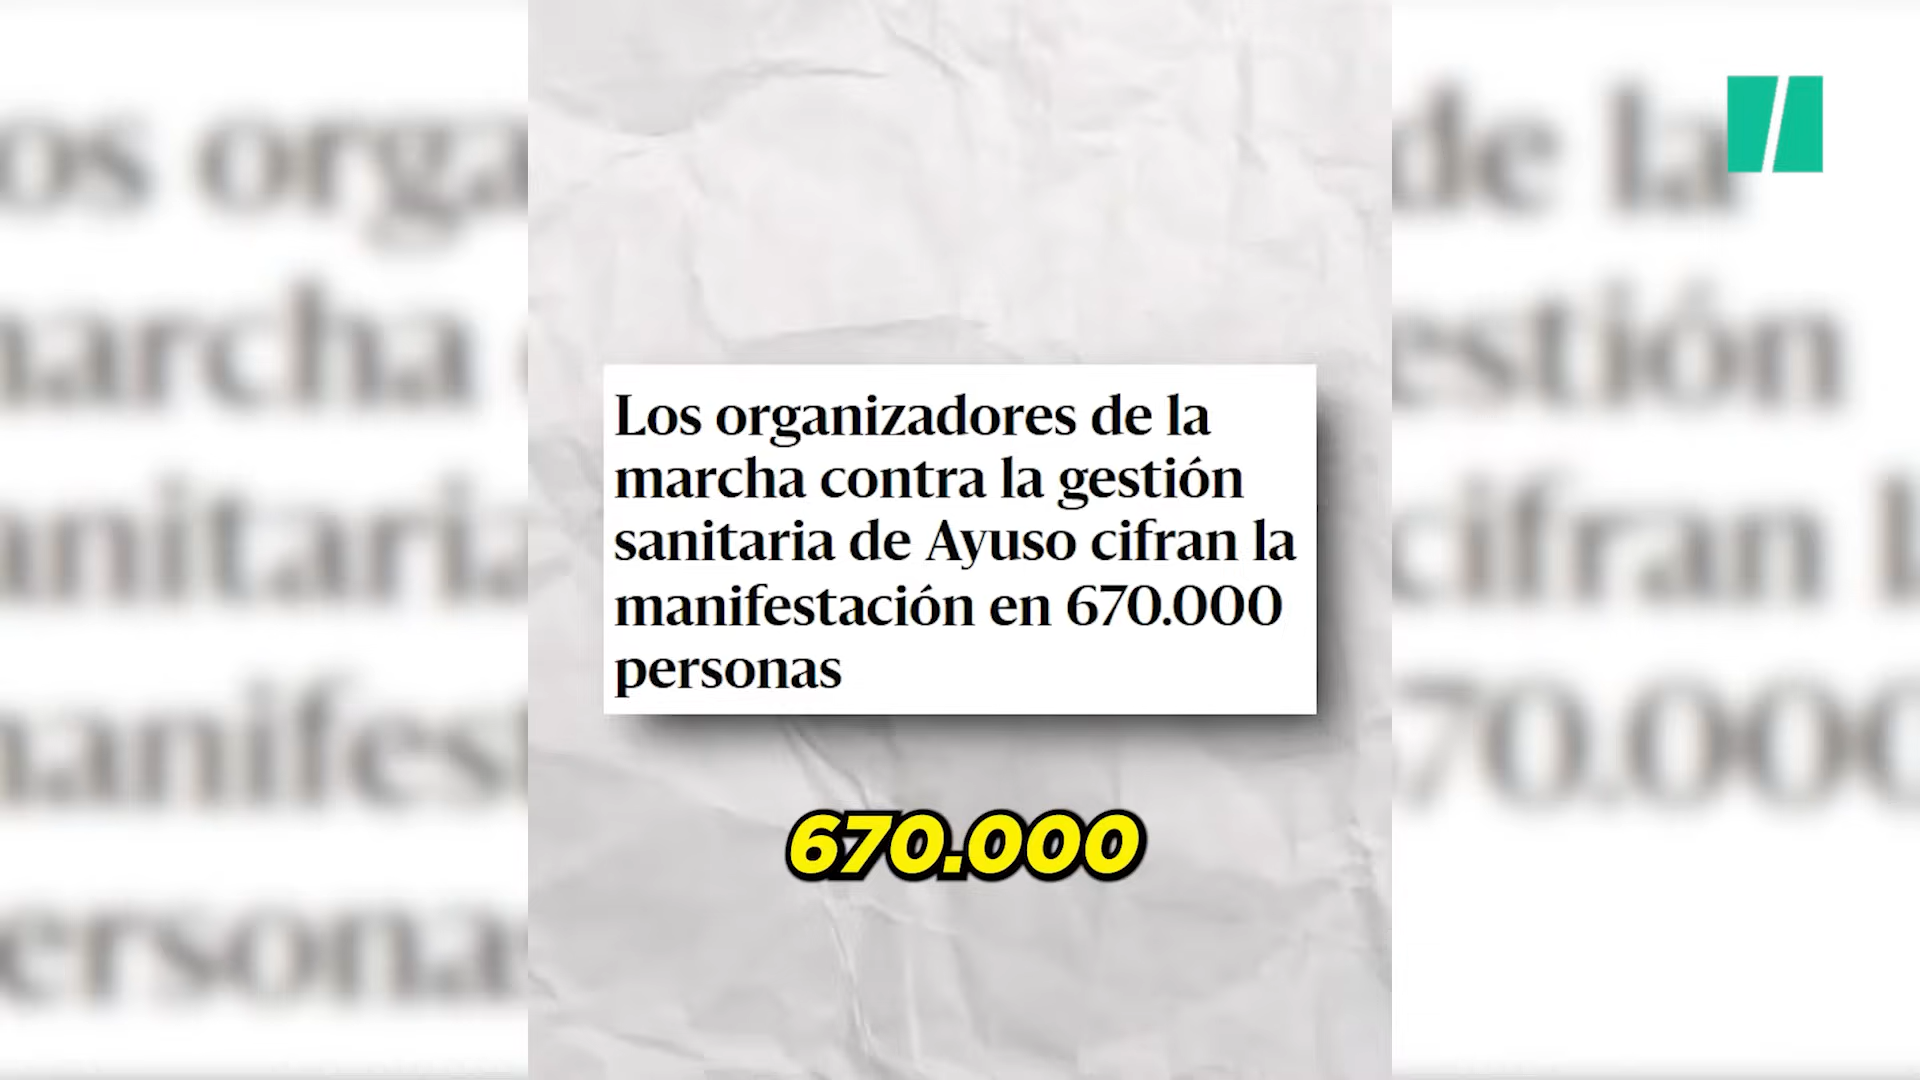 Los organizadores de la
marcha contra la gestión
sanitaria de Ayuso cifran la
manifestación en 670.000
personas
670.000